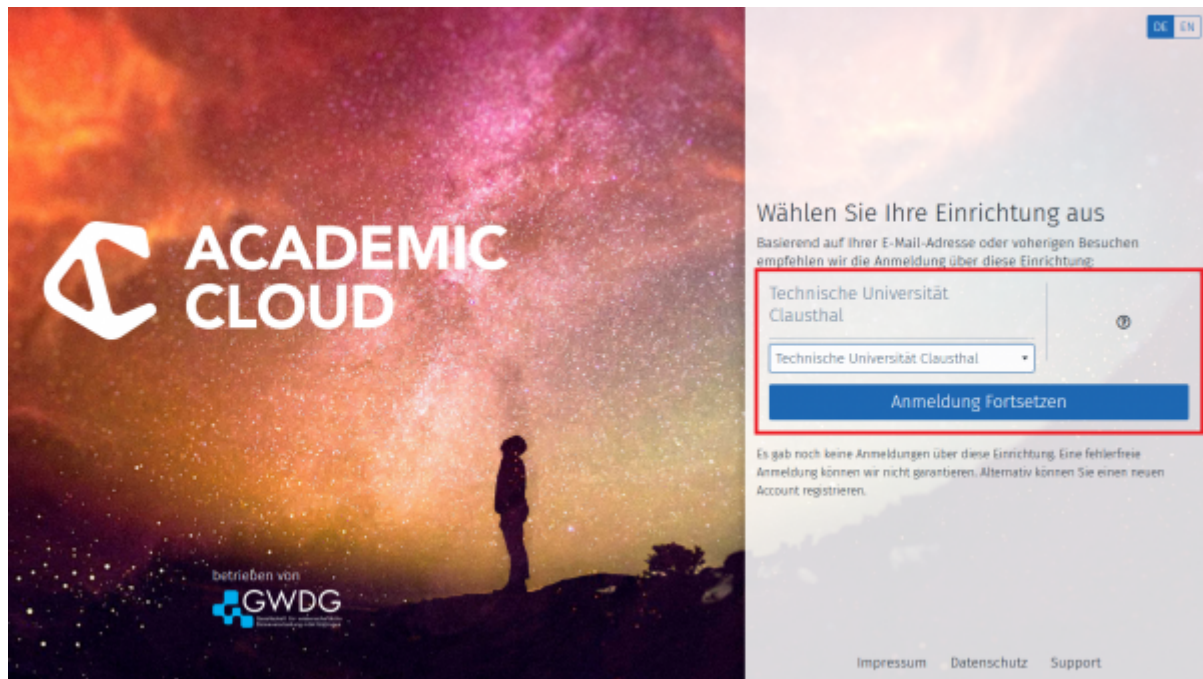 DE EN
ACADEMIC
CLOUD
betrieben von
GWDG
Wählen Sie Ihre Einrichtung aus
Basierend auf Ihrer E-Mail-Adresse oder voherigen Besuchen
empfehlen wir die Anmeldung über diese Einrichtung:
Technische Universität
Clausthal
Technische Universität Clausthal
Anmeldung Fortsetzen
Es gab noch keine Anmeldungen über diese Einrichtung. Eine fehlerfreie
Anmeldung können wir nicht garantieren. Alternativ können Sie einen neuen
Account registrieren.
Impressum Datenschutz Support